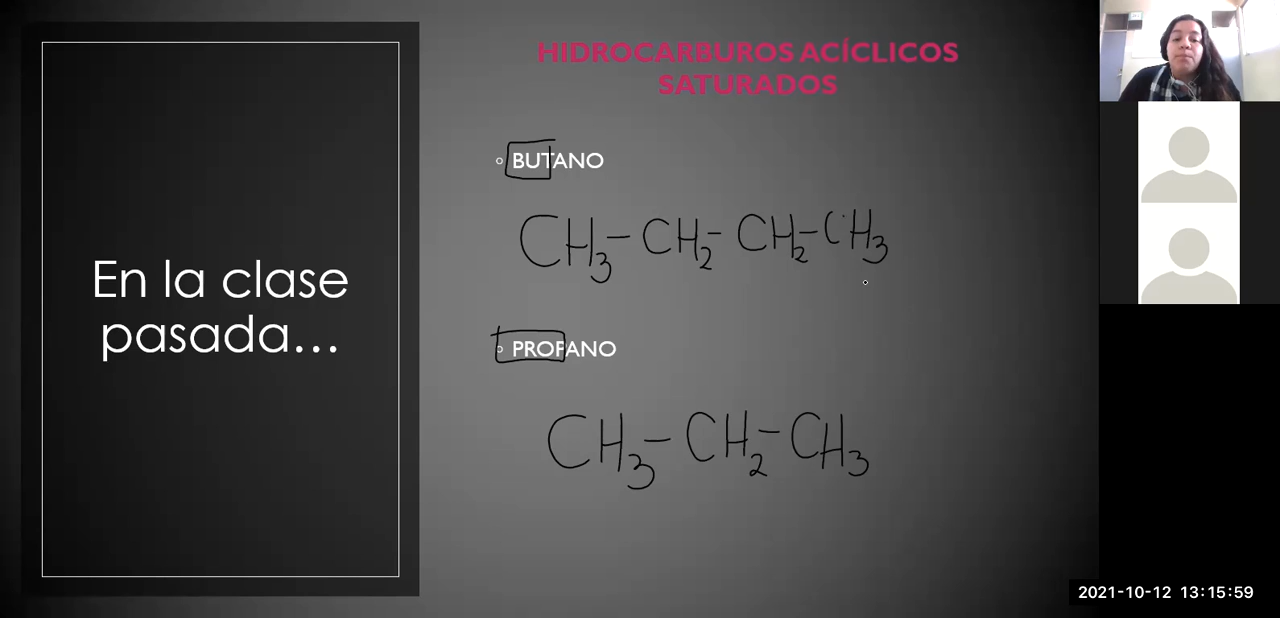 HIDROCARBUROS ACÍCLICOS
SATURADOS
En la clase
pasada...
BUTANO
CH₃-CH₂-CH₂-CH₃
PROFANO
CH₃-CH₂-CH₃
2021-10-12 13:15:59